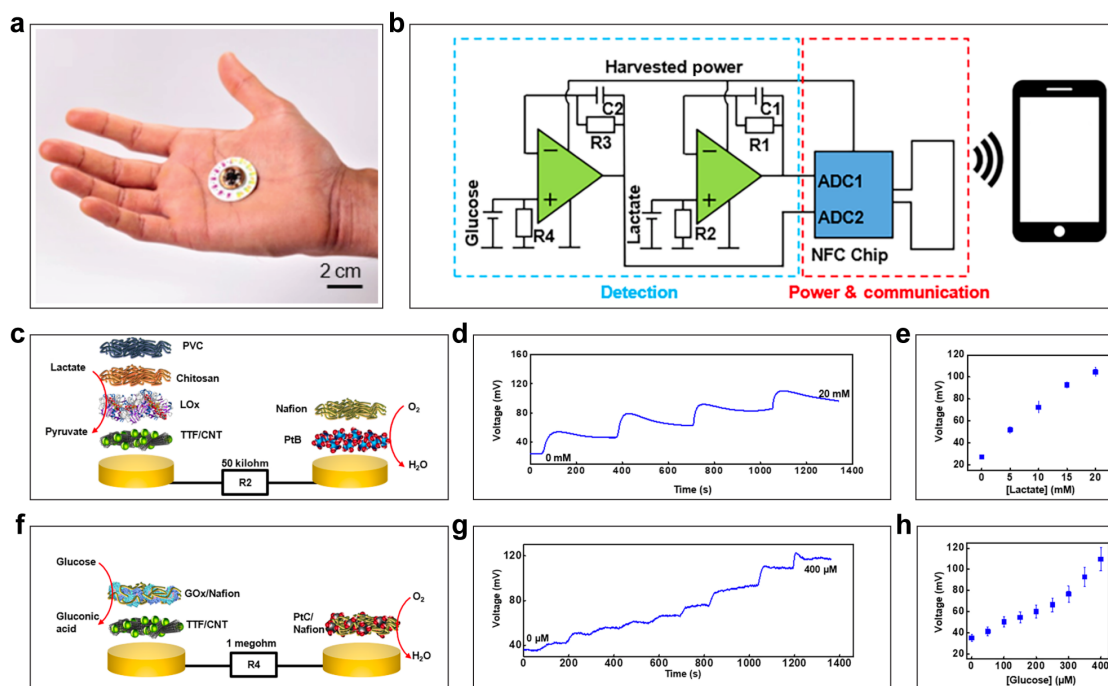 a
2 cm
b
Harvested power
C2
R3
C1
R1
Glucose
R4
Lactate
R2
ADC1
ADC2
NFC Chip
Detection
Power & communication
c
PVC
Lactate
Chitosan
LOx
Pyruvate
TTF/CNT
Nafion
O2
PtB
H2O
50 kilohm
R2
d
Voltage (mV)
160
120
80
40
20 mM
0 mM
0 200 400 600 800 1000 1200 1400
Time (s)
e
Voltage (mV)
120
100
80
60
40
20
0 5 10 15 20
[Lactate] (mM)
f
Glucose
GOx/Nafion
Gluconic
acid
TTF/CNT
PtC/
Nafion
O2
H2O
1 megohm
R4
g
Voltage (mV)
120
80
40
400 µM
0 µM
0 200 400 600 800 1000 1200 1400
Time (s)
h
Voltage (mV)
120
100
80
60
40
20
0 100 200 300 400
[Glucose] (µM)